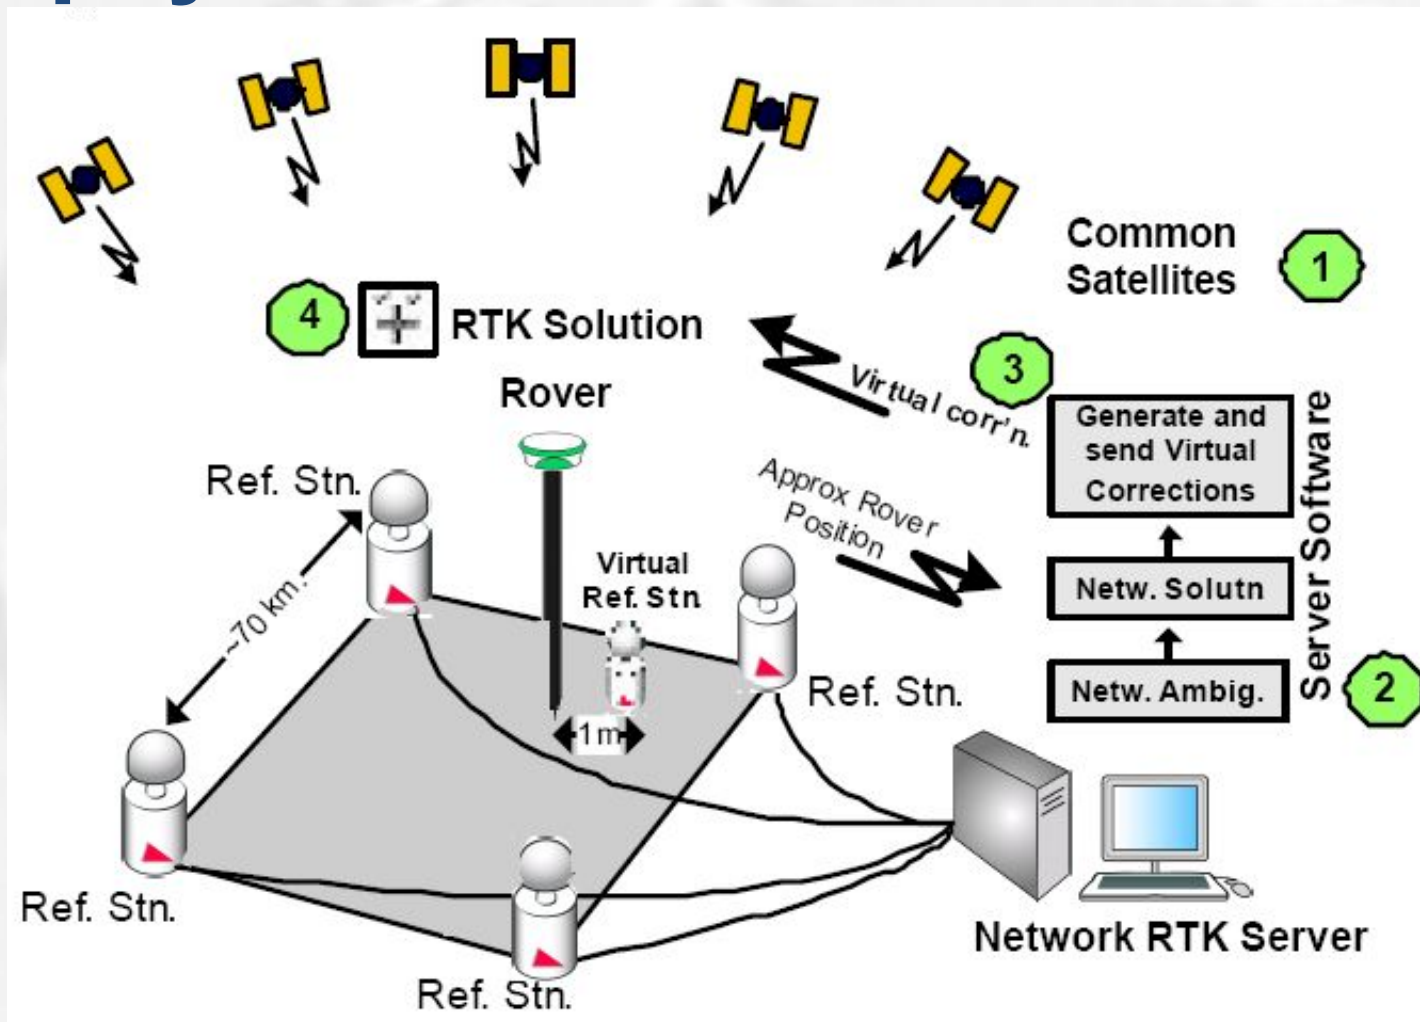 Common
Satellites
1
4
RTK Solution
3
Virtual corr'n.
Rover
Generate and
send Virtual
Corrections
Server Software
Ref. Stn.
Approx Rover
Position
~70 km.
Virtual
Ref. Stn
Netw. Solutn
Netw. Ambig.
2
Ref. Stn.
1m
Ref. Stn.
Network RTK Server
Ref. Stn.